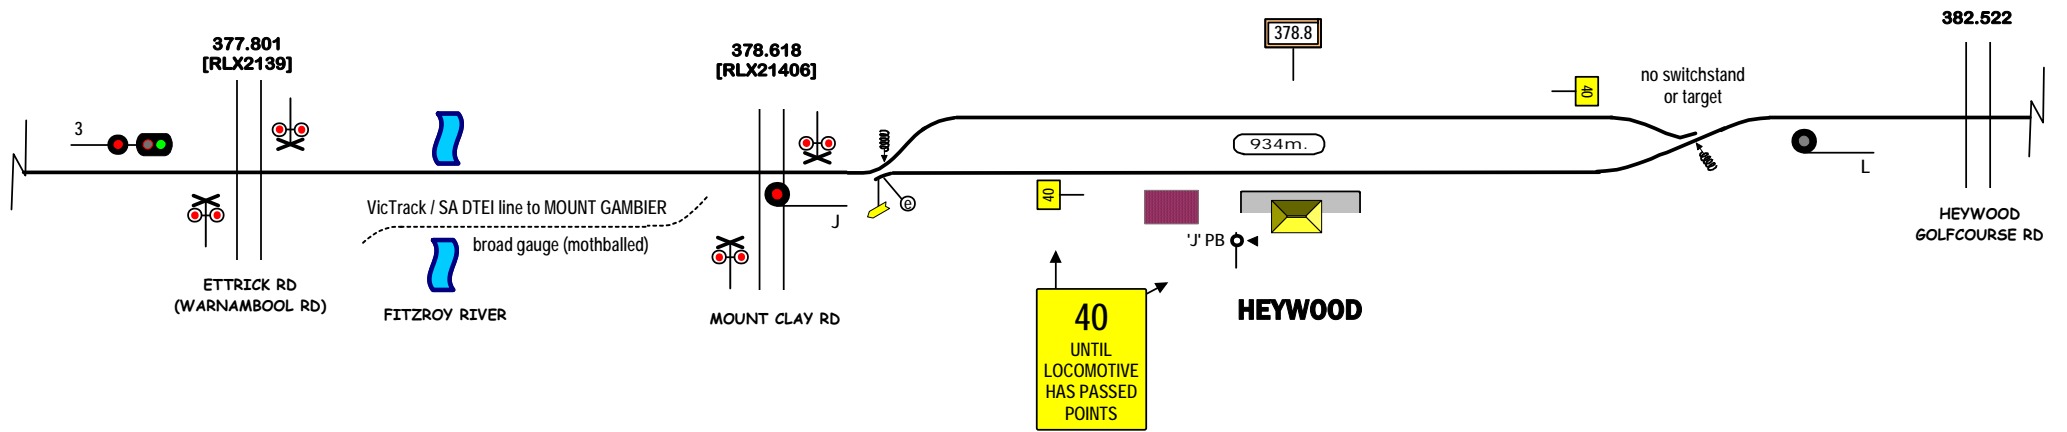 377.801
[RLX2139]
3
ETTRICK RD
(WARNAMBOOL RD)
VicTrack / SA DTEI line to MOUNT GAMBIER
broad gauge (mothballed)
FITZROY RIVER
378.618
[RLX21406]
J
MOUNT CLAY RD
e
40
40
UNTIL
LOCOMOTIVE
HAS PASSED
POINTS
378.8
934m.
'J' PB
HEYWOOD
40
no switchstand
or target
L
382.522
HEYWOOD
GOLFCOURSE RD